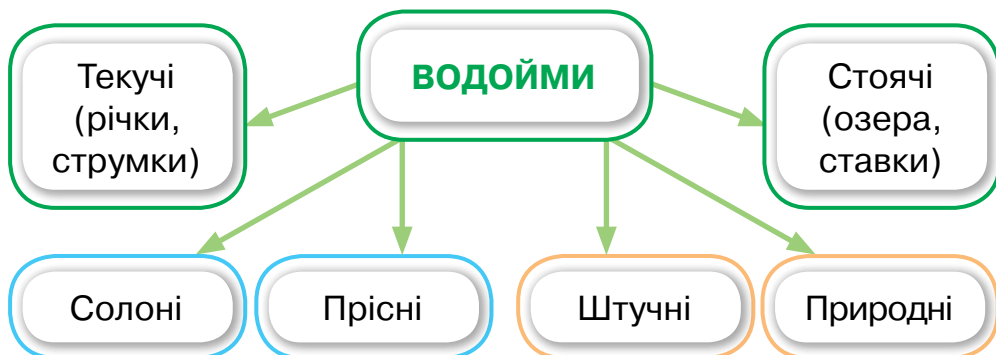 ВОДОЙМИ
Текучі
(річки,
струмки)
Стоячі
(озера,
ставки)
Солоні
Прісні
Штучні
Природні